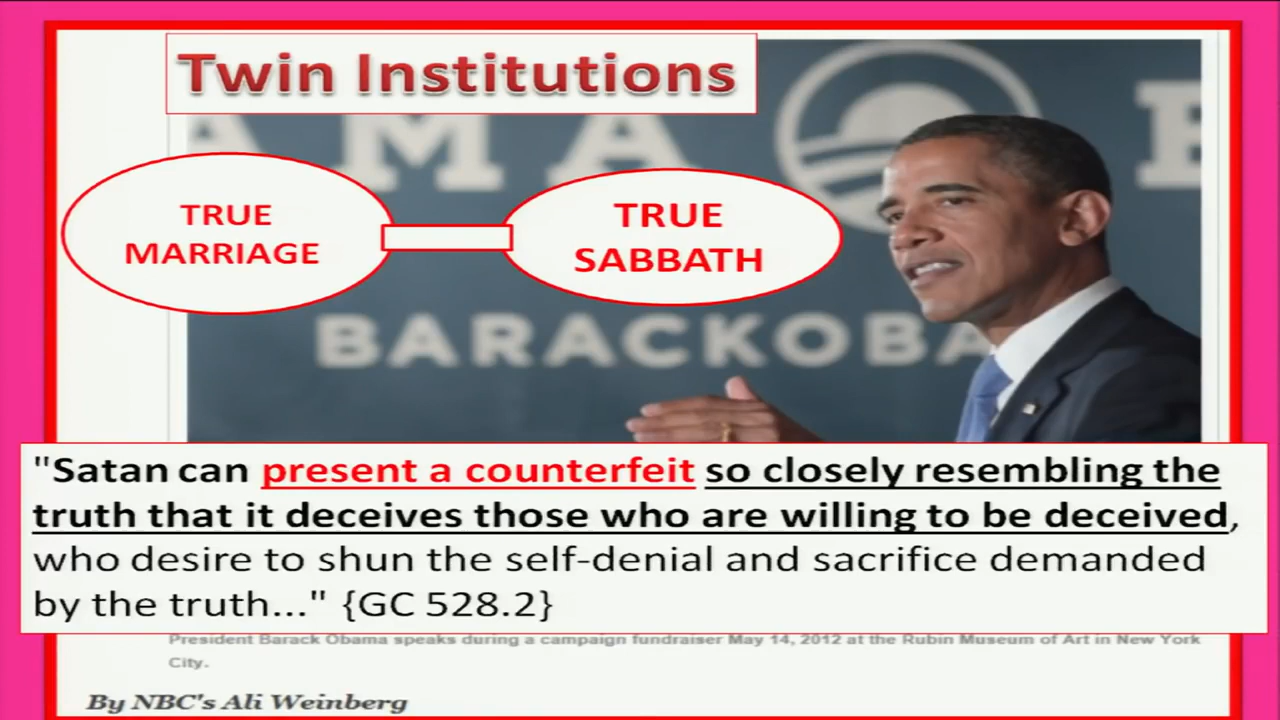 Twin Institutions
AMA
TRUE
MARRIAGE
TRUE
SABBATH
BARACKOBA
"Satan can present a counterfeit so closely resembling the
truth that it deceives those who are willing to be deceived,
who desire to shun the self-denial and sacrifice demanded
by the truth..." {GC 528.2}
President Barack Obama speaks during a campaign fundraiser May 14, 2012 at the Rubin Museum of Art in New York
City.
By NBC's Ali Weinberg